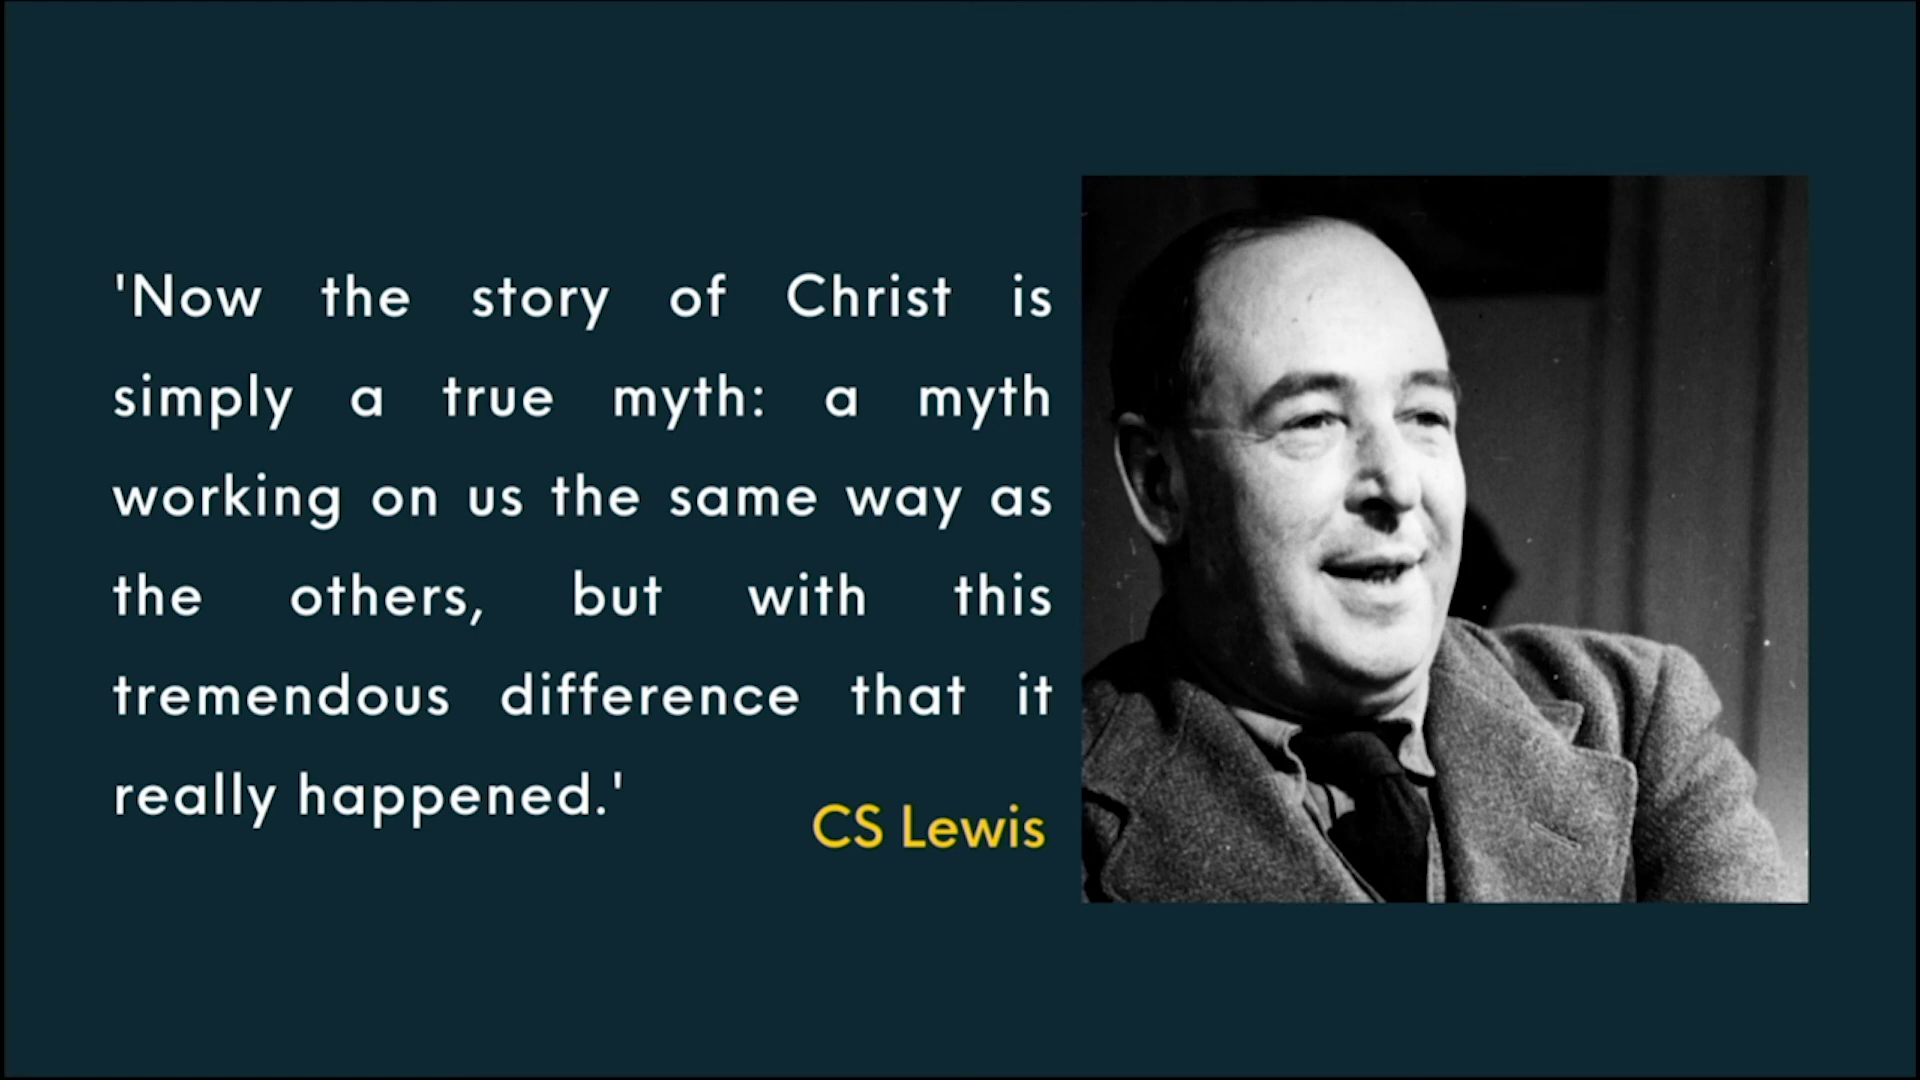 'Now the story of Christ is
simply a true myth: a myth
working on us the same way as
the others, but with this
tremendous difference that it
really happened.'
CS Lewis